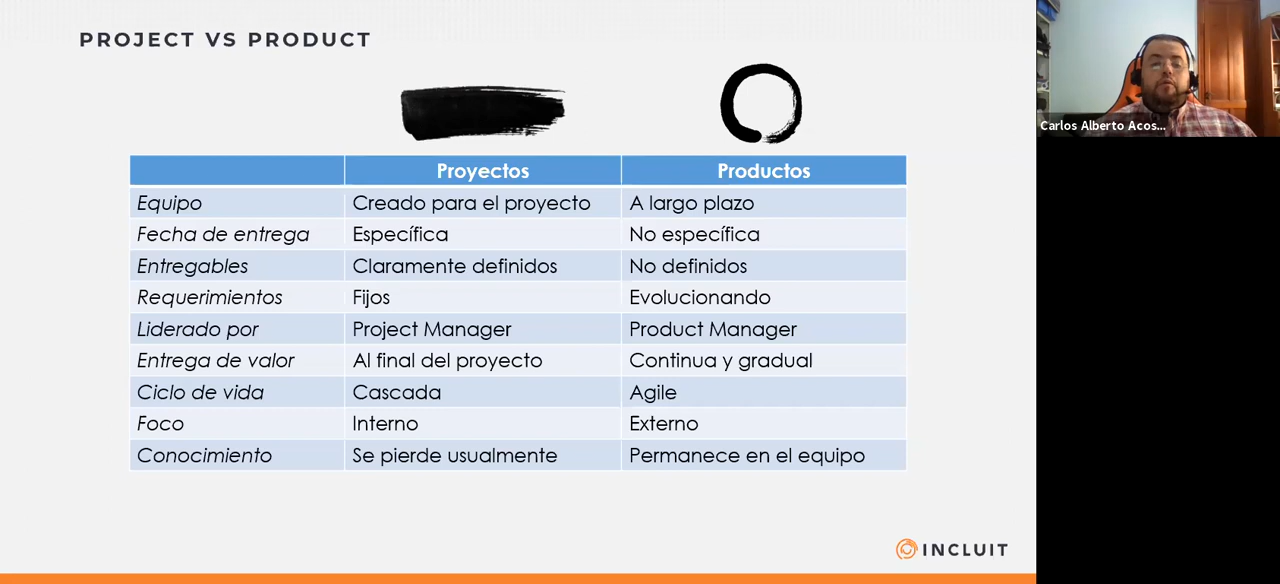 PROJECT VS PRODUCT
Carlos Alberto Acos...
Proyectos Productos
Equipo Creado para el proyecto A largo plazo
Fecha de entrega Específica No específica
Entregables Claramente definidos No definidos
Requerimientos Fijos Evolucionando
Liderado por Project Manager Product Manager
Entrega de valor Al final del proyecto Continua y gradual
Ciclo de vida Cascada Agile
Foco Interno Externo
Conocimiento Se pierde usualmente Permanece en el equipo
INCLUIT